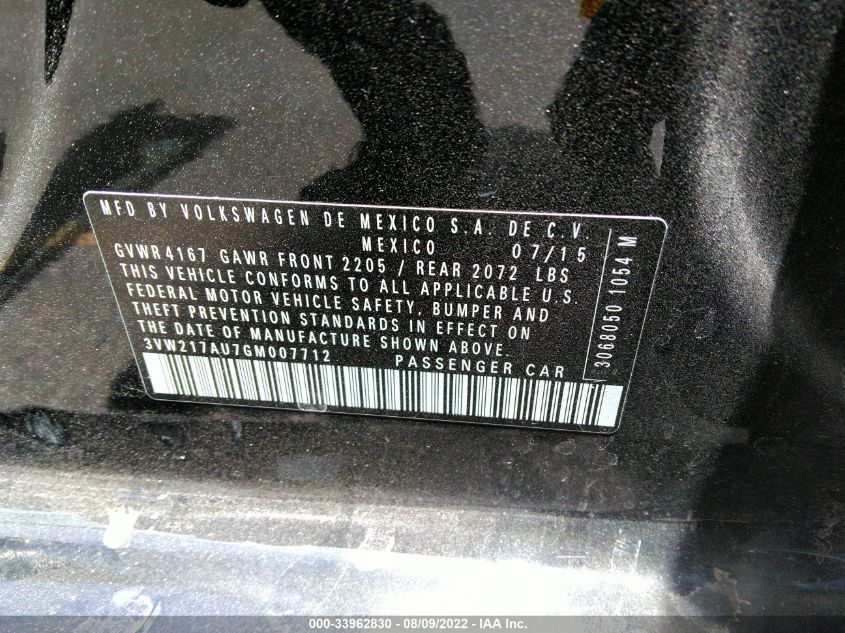 MFD BY VOLKSWAGEN DE MEXICO S.A. DE C.V.
MEXICO 07/15
GVWR 4167 GAWR FRONT 2205 / REAR 2072 LBS
THIS VEHICLE CONFORMS TO ALL APPLICABLE U.S.
FEDERAL MOTOR VEHICLE SAFETY, BUMPER AND
THEFT PREVENTION STANDARDS IN EFFECT ON
THE DATE OF MANUFACTURE SHOWN ABOVE.
3VW217AU7GM007712 PASSENGER CAR
3068050 1054 M
000-33962830 - 08/09/2022 - IAA Inc.